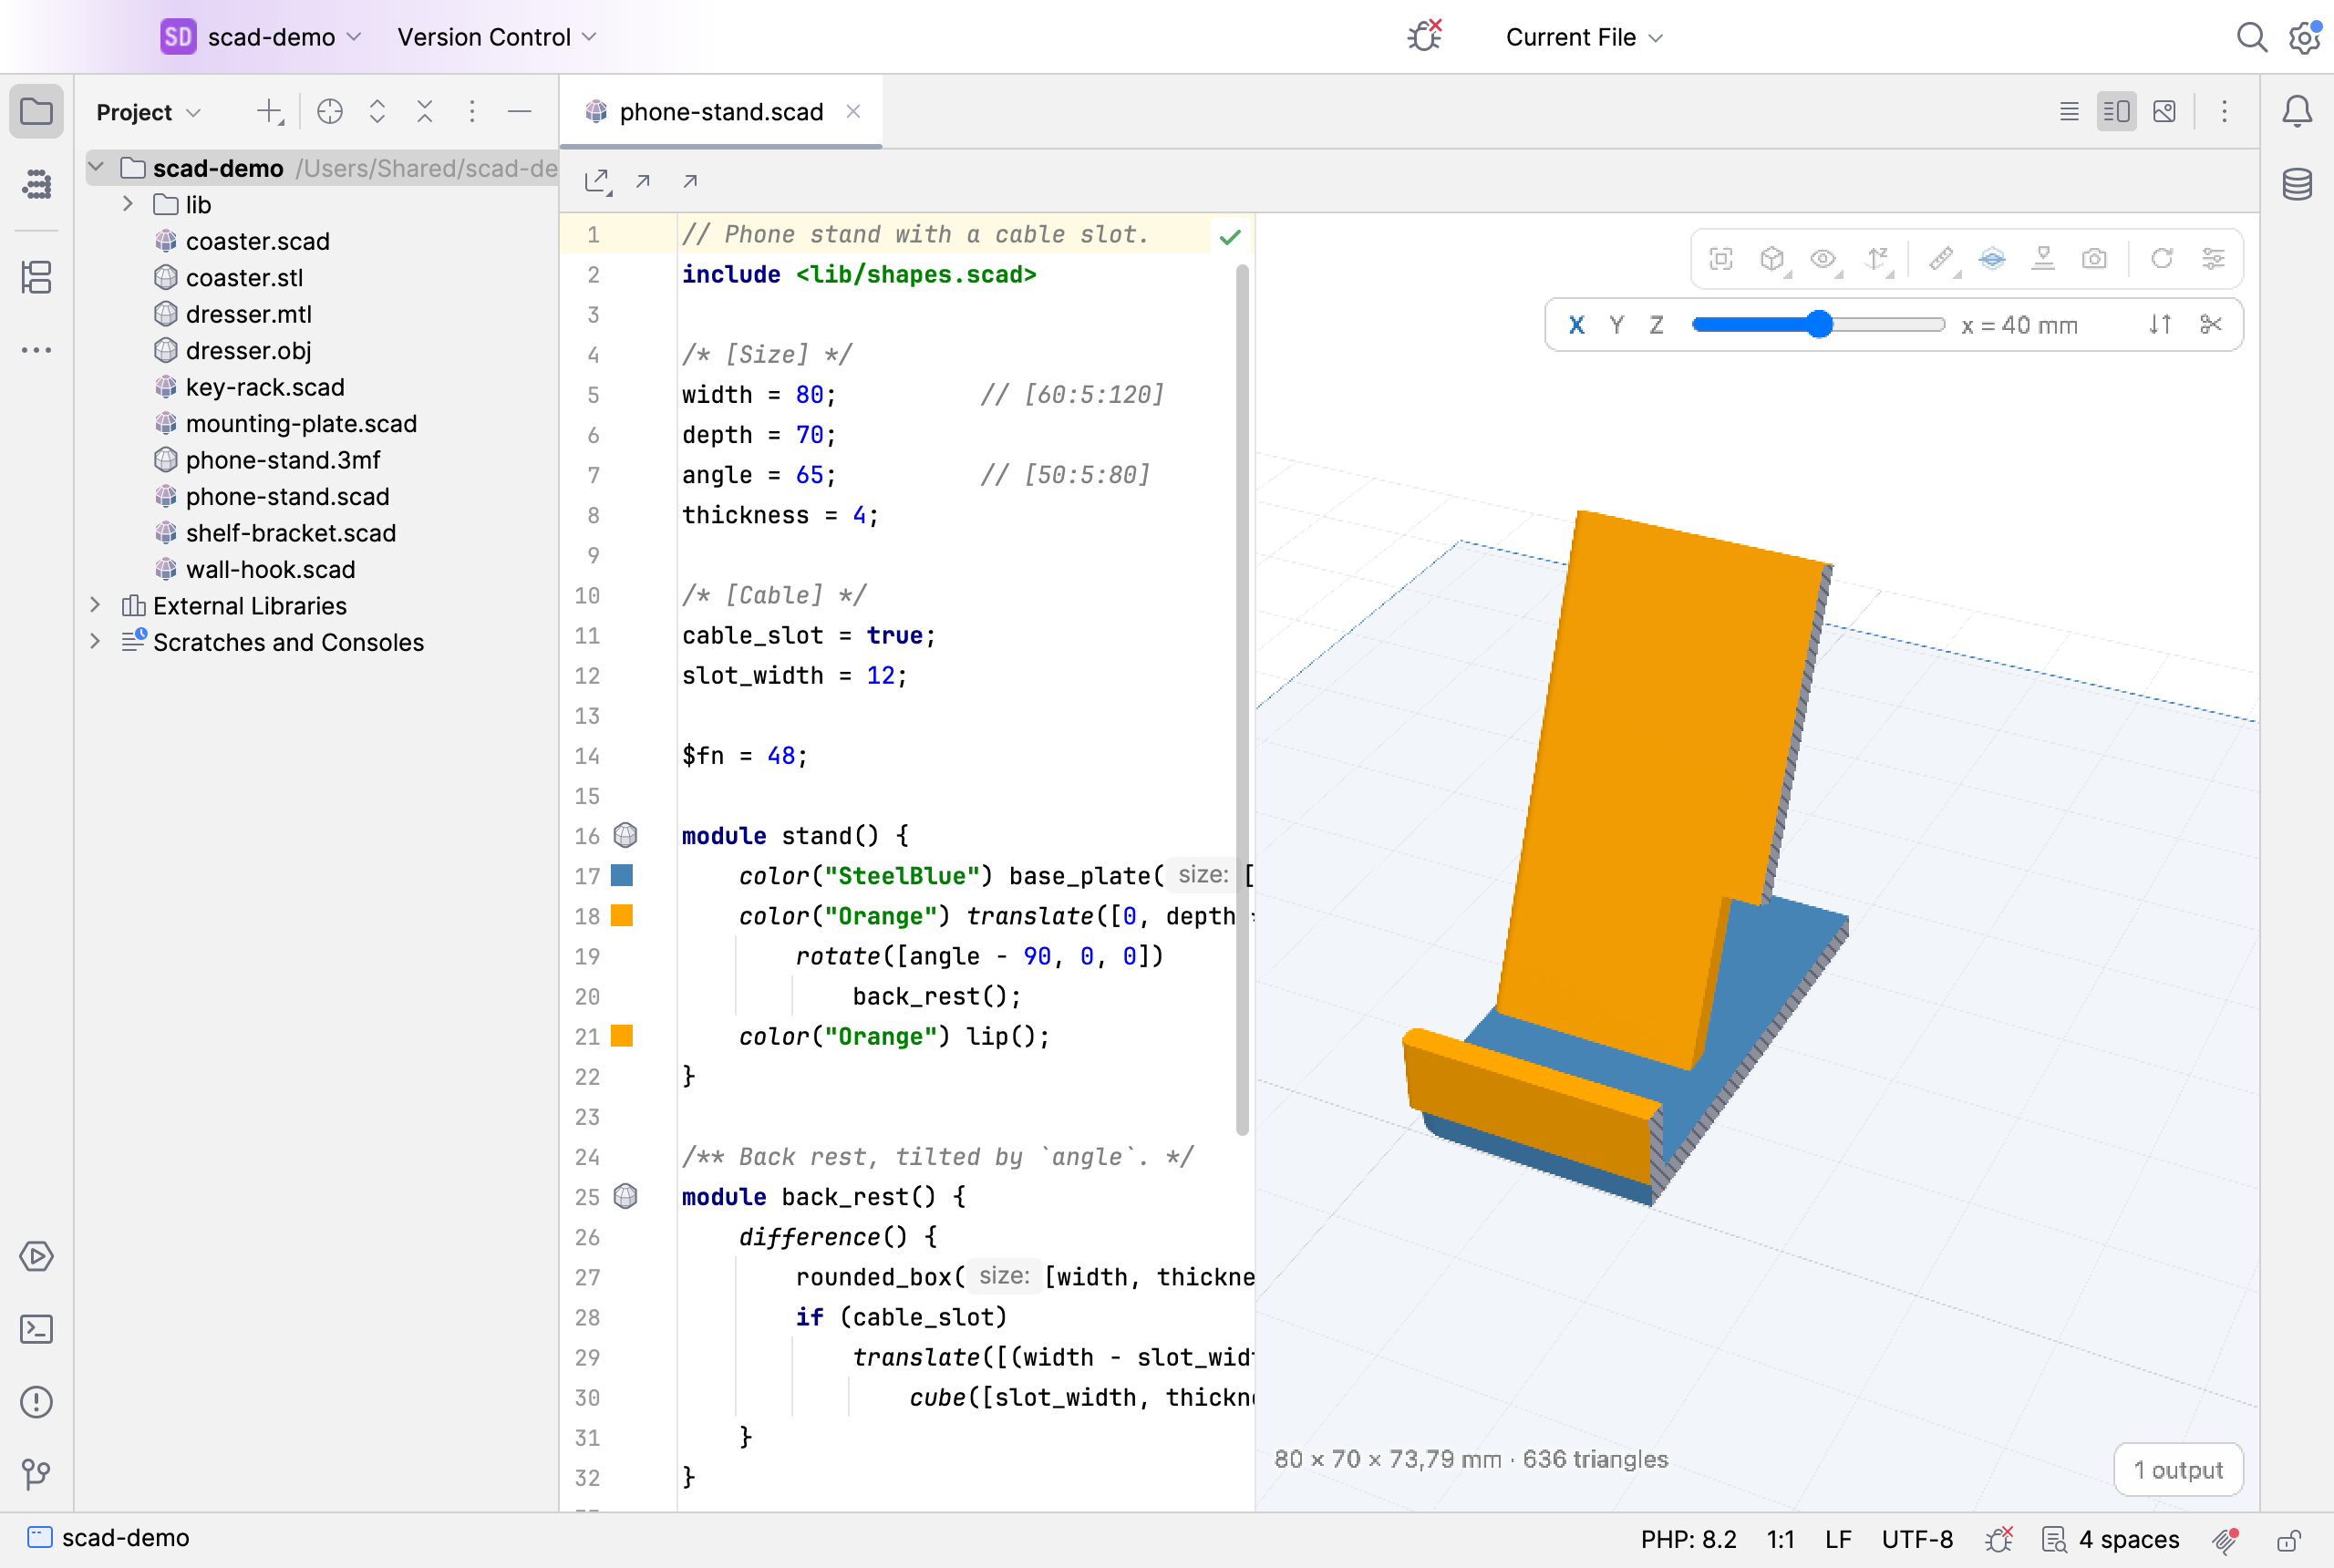 SD scad-demo Version Control Current File
Project
phone-stand.scad
scad-demo /Users/Shared/scad-de
lib
coaster.scad
coaster.stl
dresser.mtl
dresser.obj
key-rack.scad
mounting-plate.scad
phone-stand.3mf
phone-stand.scad
shelf-bracket.scad
wall-hook.scad
External Libraries
Scratches and Consoles
1 // Phone stand with a cable slot.
2 include <lib/shapes.scad>
3
4 /* [Size] */
5 width = 80; // [60:5:120]
6 depth = 70;
7 angle = 65; // [50:5:80]
8 thickness = 4;
9
10 /* [Cable] */
11 cable_slot = true;
12 slot_width = 12;
13
14 $fn = 48;
15
16 module stand() {
17 color("SteelBlue") base_plate( size: [
18 color("Orange") translate([0, depth
19 rotate([angle - 90, 0, 0])
20 back_rest();
21 color("Orange") lip();
22 }
23
24 /** Back rest, tilted by `angle`. */
25 module back_rest() {
26 difference() {
27 rounded_box( size: [width, thickne
28 if (cable_slot)
29 translate([(width - slot_wid
30 cube([slot_width, thickn
31 }
32 }
X Y Z x = 40 mm
80 × 70 × 73,79 mm · 636 triangles
1 output
scad-demo
PHP: 8.2 1:1 LF UTF-8 4 spaces